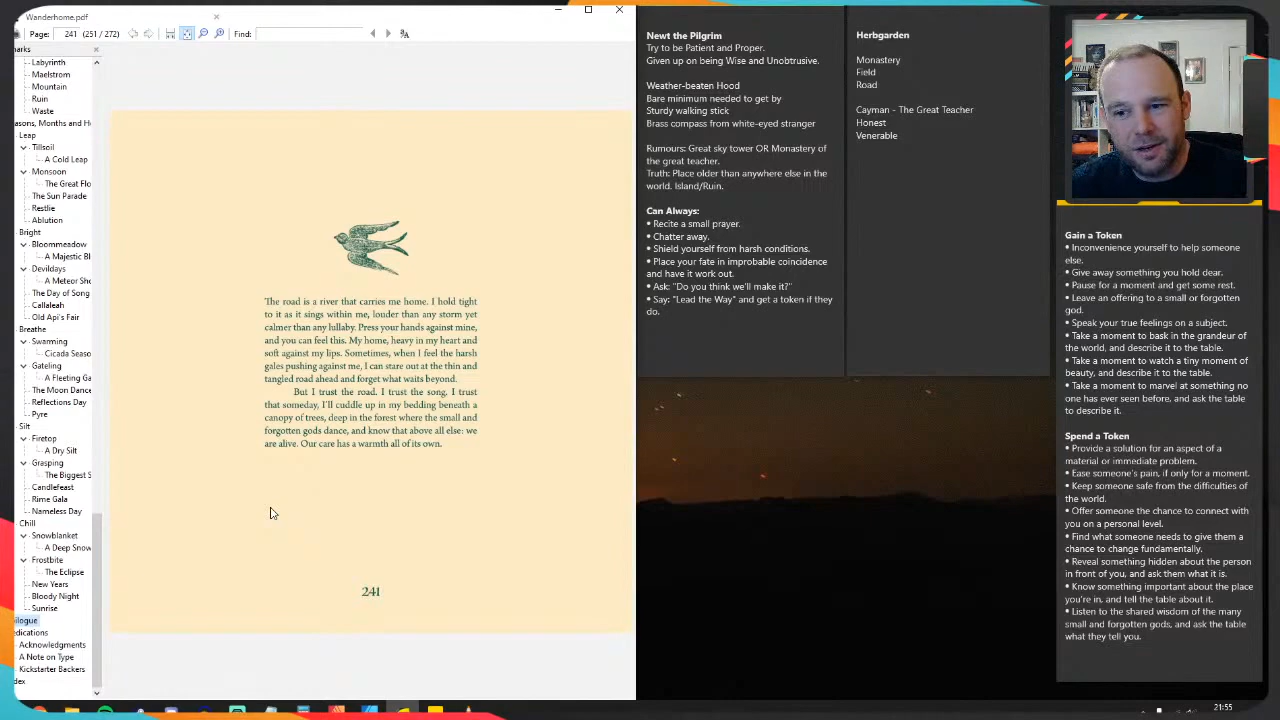 Wanderhome.pdf
Page: 241 (251 / 272)
Find:
arks
Labyrinth
Maelstrom
Mountain
Ruin
Waste
asons, Months and H
Leap
Tillsoil
A Cold Leap
Monsoon
The Great Flo
The Sun Parade
Restlie
Ablution
Bright
Bloommeadow
A Majestic Bl
Devildays
A Meteor Sho
The Day of Song
Callaleah
Old Api's Fair
Breathe
Swarming
Cicada Seaso
Gateling
A Fleeting Ga
The Moon Dance
Reflections Day
Pyre
Silt
Firetop
A Dry Silt
Grasping
The Biggest S
Candlefeast
Rime Gala
Nameless Day
Chill
Snowblanket
A Deep Snow
Frostbite
The Eclipse
New Years
Bloody Night
Sunrise
ilogue
edications
Acknowledgments
A Note on Type
Kickstarter Backers
dex
The road is a river that carries me home. I hold tight
to it as it sings within me, louder than any storm yet
calmer than any lullaby. Press your hands against mine,
and you can feel this. My home, heavy in my heart and
soft against my lips. Sometimes, when I feel the harsh
gales pushing against me, I can stare out at the thin and
tangled road ahead and forget what waits beyond.
But I trust the road. I trust the song. I trust
that someday, I'll cuddle up in my bedding beneath a
canopy of trees, deep in the forest where the small and
forgotten gods dance, and know that above all else: we
are alive. Our care has a warmth all of its own.
241
Newt the Pilgrim
Try to be Patient and Proper.
Given up on being Wise and Unobtrusive.
Weather-beaten Hood
Bare minimum needed to get by
Sturdy walking stick
Brass compass from white-eyed stranger
Rumours: Great sky tower OR Monastery of
the great teacher.
Truth: Place older than anywhere else in the
world. Island/Ruin.
Can Always:
• Recite a small prayer.
• Chatter away.
• Shield yourself from harsh conditions.
• Place your fate in improbable coincidence
and have it work out.
• Ask: "Do you think we'll make it?"
• Say: "Lead the Way" and get a token if they
do.
Herbgarden
Monastery
Field
Road
Cayman - The Great Teacher
Honest
Venerable
Gain a Token
• Inconvenience yourself to help someone
else.
• Give away something you hold dear.
• Pause for a moment and get some rest.
• Leave an offering to a small or forgotten
god.
• Speak your true feelings on a subject.
• Take a moment to bask in the grandeur of
the world, and describe it to the table.
• Take a moment to watch a tiny moment of
beauty, and describe it to the table.
• Take a moment to marvel at something no
one has ever seen before, and ask the table
to describe it.
Spend a Token
• Provide a solution for an aspect of a
material or immediate problem.
• Ease someone's pain, if only for a moment.
• Keep someone safe from the difficulties of
the world.
• Offer someone the chance to connect with
you on a personal level.
• Find what someone needs to give them a
chance to change fundamentally.
• Reveal something hidden about the person
in front of you, and ask them what it is.
• Know something important about the place
you're in, and tell the table about it.
• Listen to the shared wisdom of the many
small and forgotten gods, and ask the table
what they tell you.
21:55